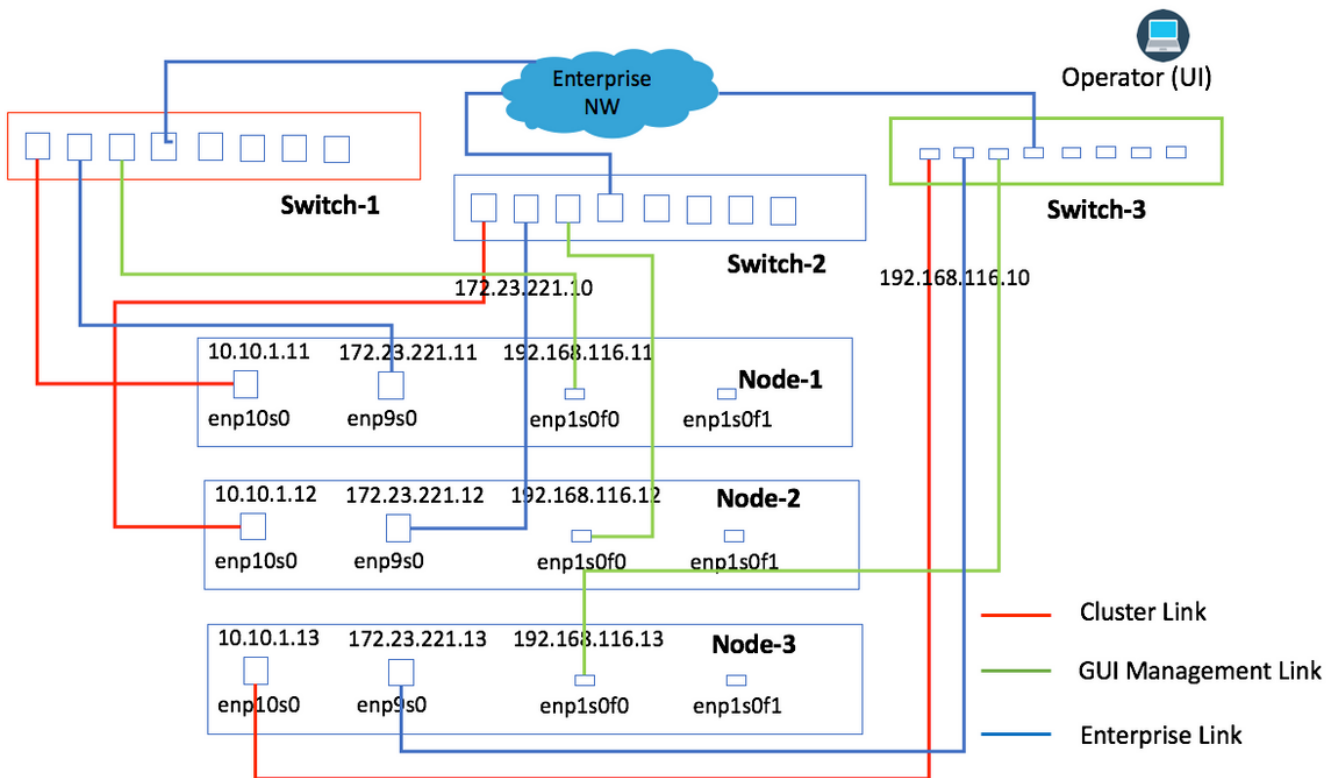 Enterprise
NW
Operator (UI)
Switch-1
Switch-2
Switch-3
172.23.221.10
192.168.116.10
10.10.1.11
172.23.221.11
192.168.116.11
Node-1
enp10s0
enp9s0
enp1s0f0
enp1s0f1
10.10.1.12
172.23.221.12
192.168.116.12
Node-2
enp10s0
enp9s0
enp1s0f0
enp1s0f1
10.10.1.13
172.23.221.13
192.168.116.13
Node-3
enp10s0
enp9s0
enp1s0f0
enp1s0f1
Cluster Link
GUI Management Link
Enterprise Link